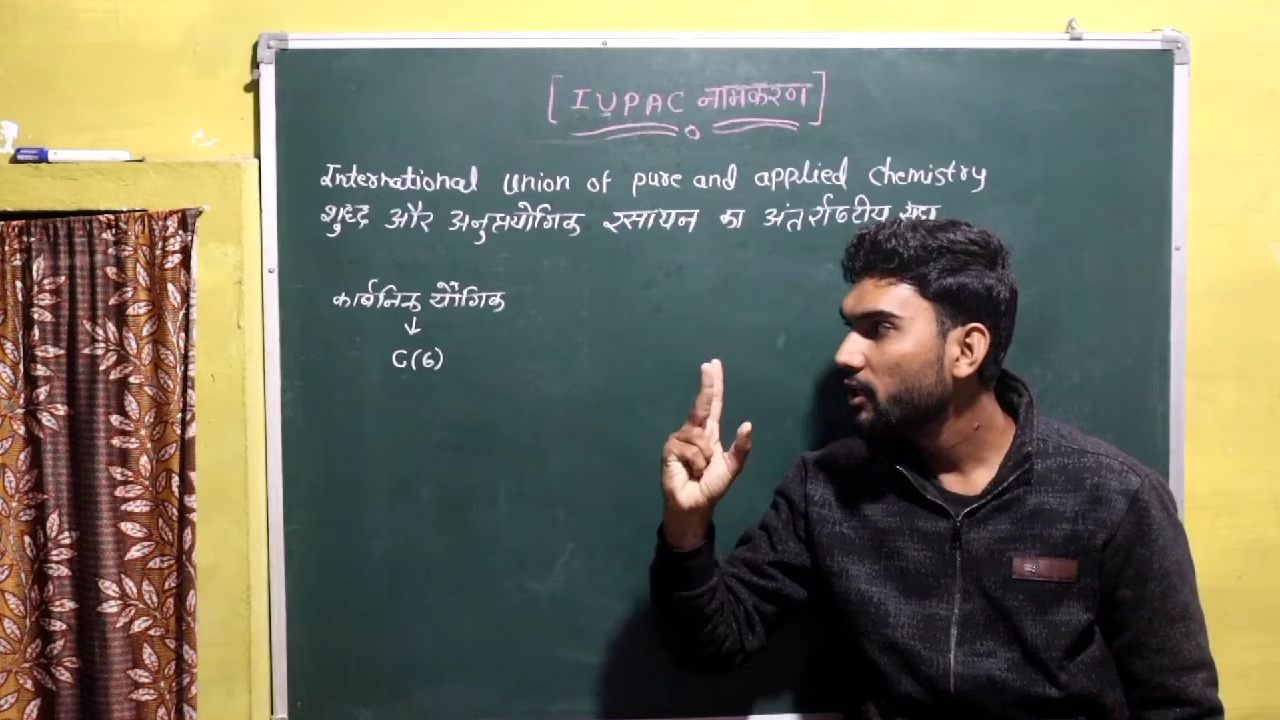 [IUPAC नामकरण]
International Union of pure and applied chemistry
शुध्द और अनुप्रयोगिक रसायन का अंतर्राष्टीय
कार्बनिक यौगिक
↓
C(6)